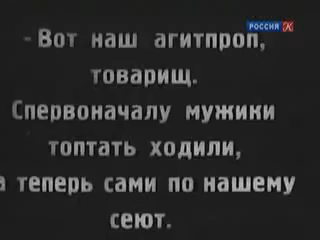 РОССИЯ К
- Вот наш агитпроп,
товарищ.
Спервоначалу мужики
топтать ходили,
а теперь сами по нашему
сеют.